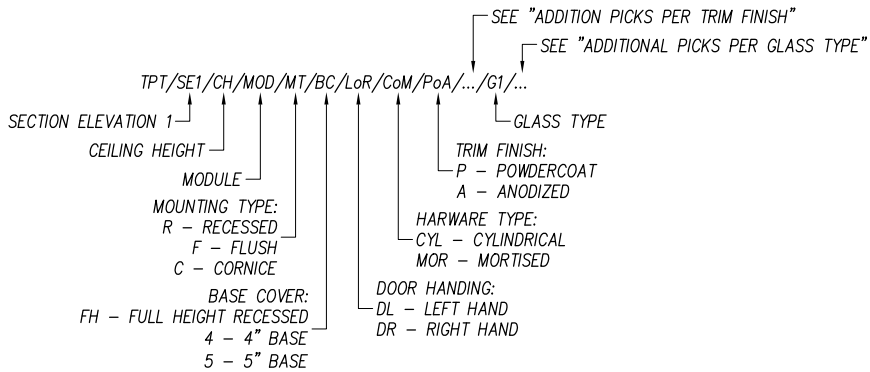 SEE "ADDITION PICKS PER TRIM FINISH"
SEE "ADDITIONAL PICKS PER GLASS TYPE"
TPT/SE1/CH/MOD/MT/BC/LoR/CoM/PoA/.../G1/...
SECTION ELEVATION 1
GLASS TYPE
CEILING HEIGHT
TRIM FINISH:
P – POWDERCOAT
A – ANODIZED
MODULE
MOUNTING TYPE:
R – RECESSED
F – FLUSH
C – CORNICE
HARWARE TYPE:
CYL – CYLINDRICAL
MOR – MORTISED
BASE COVER:
FH – FULL HEIGHT RECESSED
4 – 4" BASE
5 – 5" BASE
DOOR HANDING:
DL – LEFT HAND
DR – RIGHT HAND